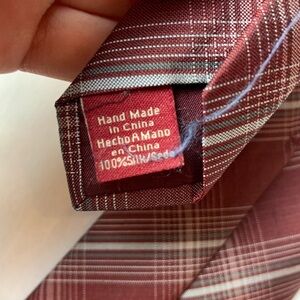 Hand Made
in China
Hecho A Mano
en China
100% Silk/Seda